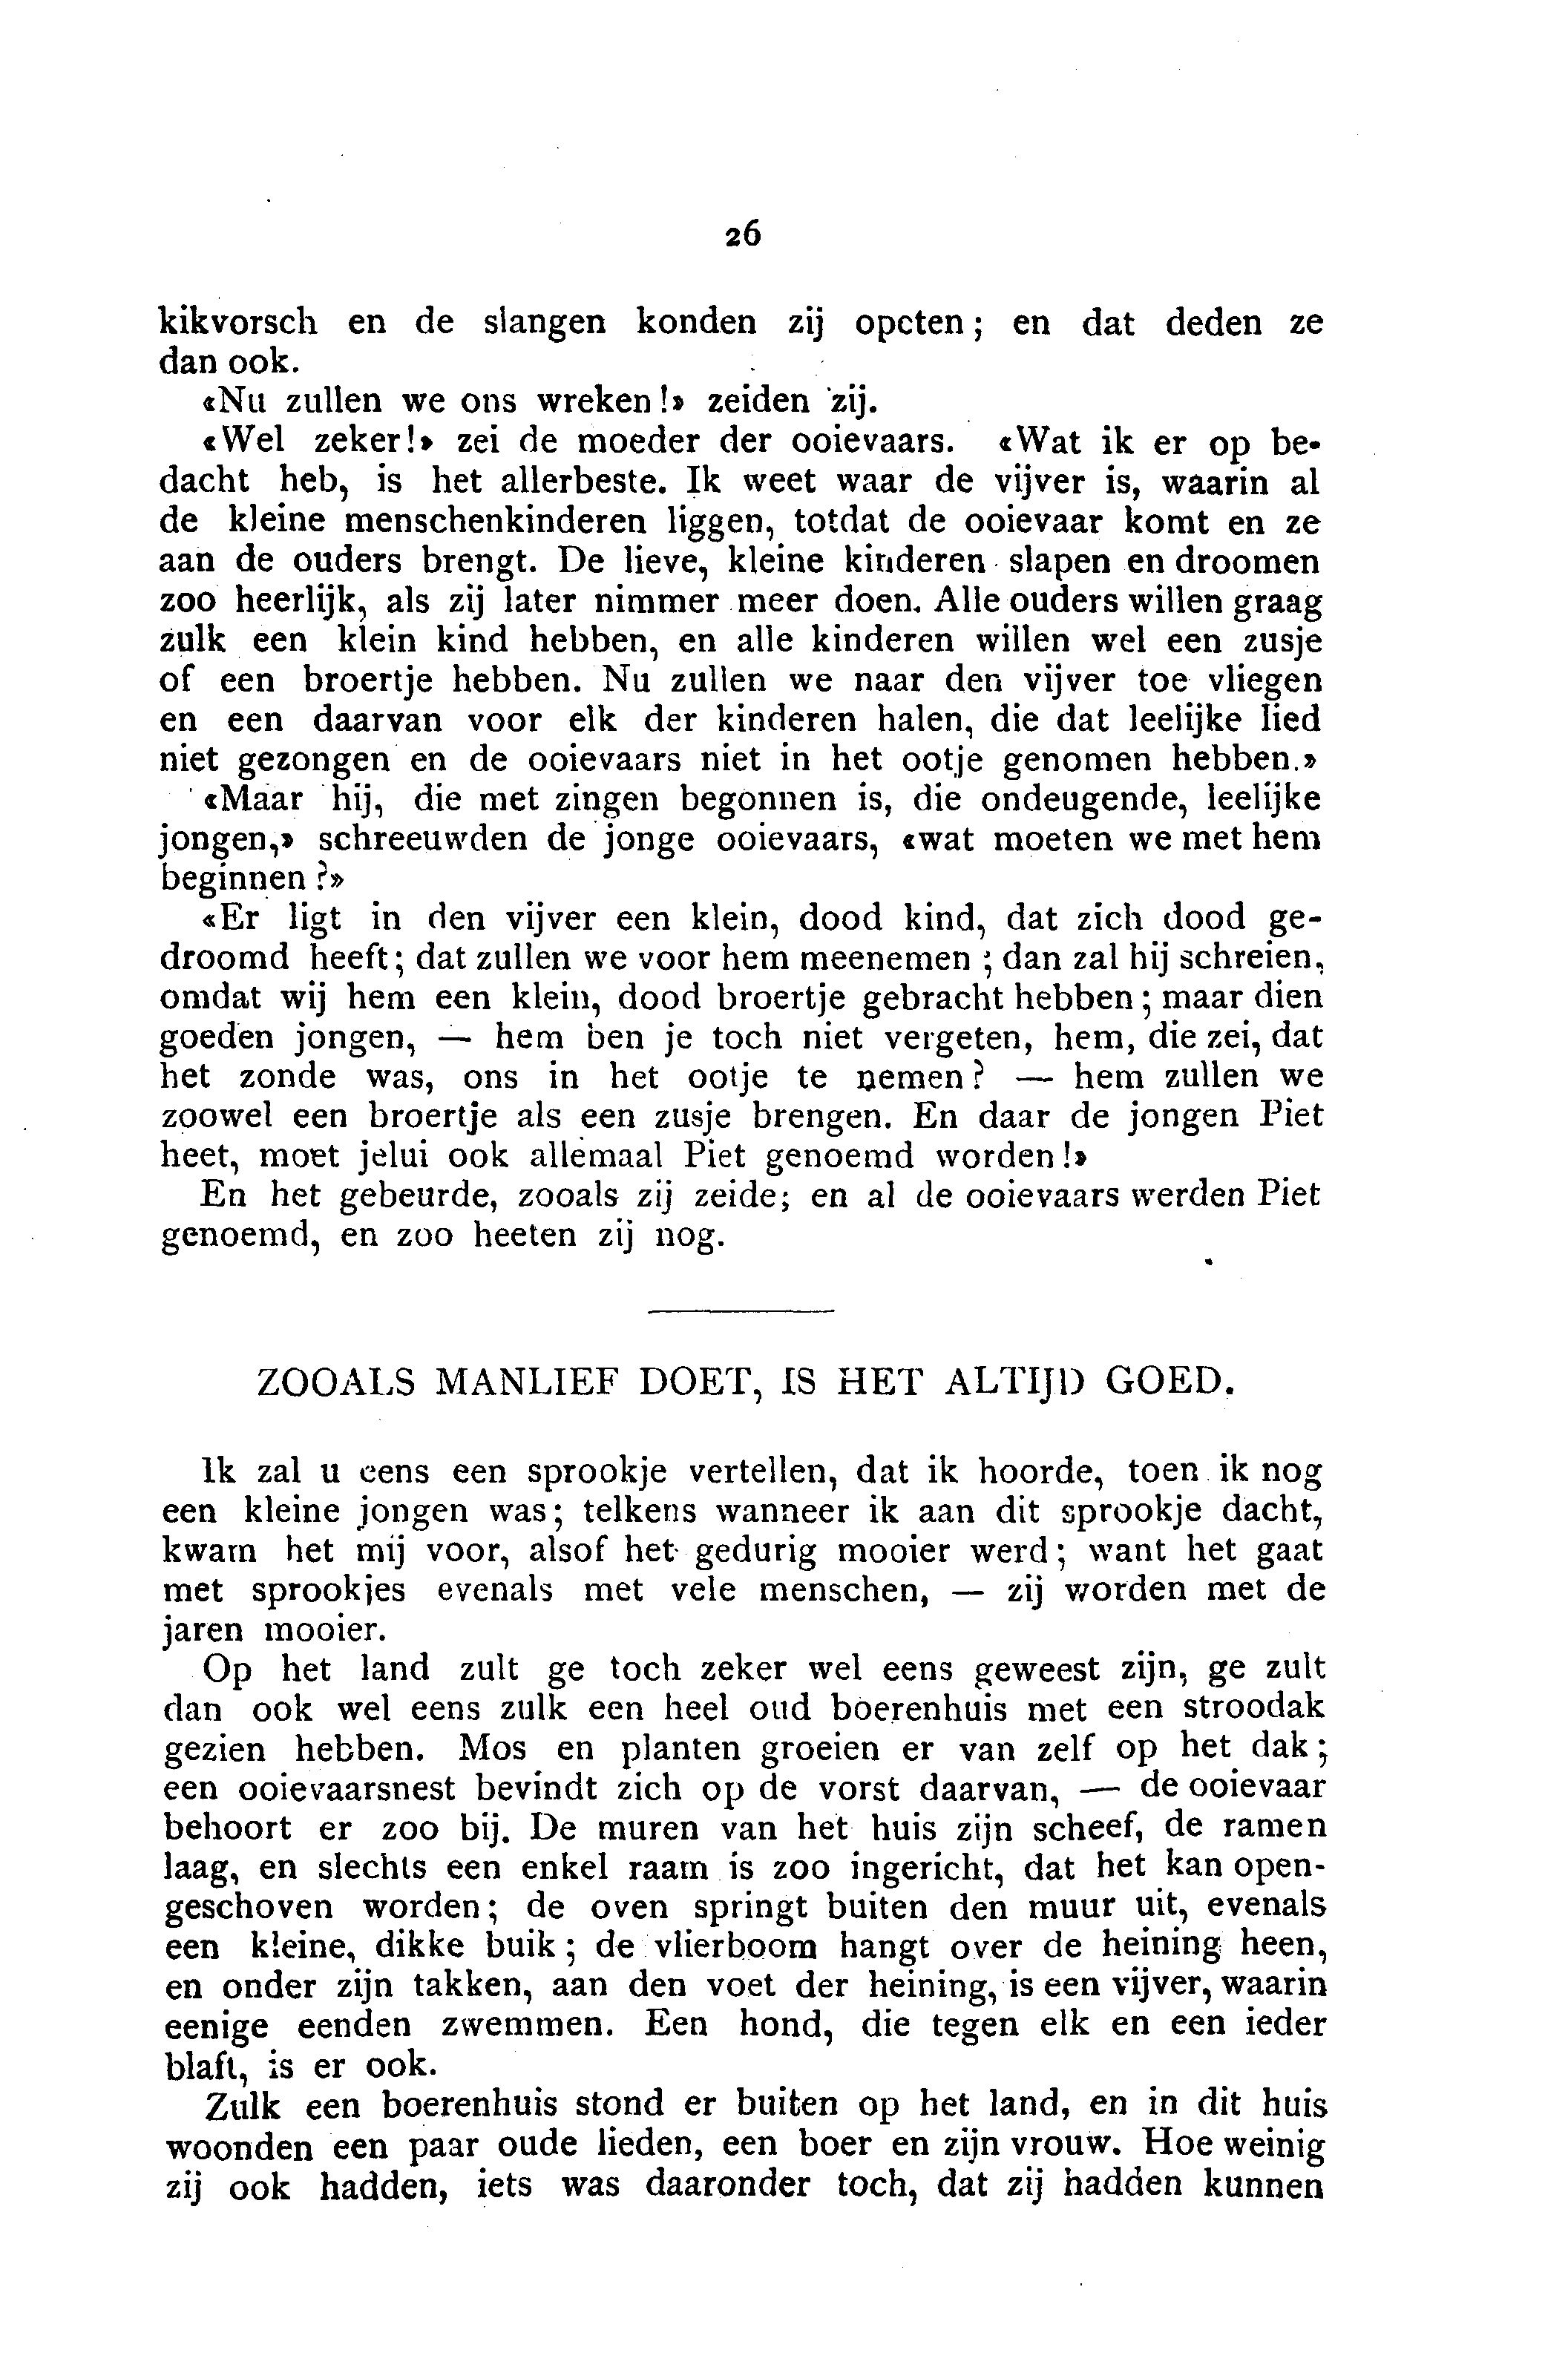 26
kikvorsch en de slangen konden zij opeten; en dat deden ze
dan ook.
«Nu zullen we ons wreken!» zeiden zij.
«Wel zeker!» zei de moeder der ooievaars. «Wat ik er op be-
dacht heb, is het allerbeste. Ik weet waar de vijver is, waarin al
de kleine menschenkinderen liggen, totdat de ooievaar komt en ze
aan de ouders brengt. De lieve, kleine kinderen slapen en droomen
zoo heerlijk, als zij later nimmer meer doen. Alle ouders willen graag
zulk een klein kind hebben, en alle kinderen willen wel een zusje
of een broertje hebben. Nu zullen we naar den vijver toe vliegen
en een daarvan voor elk der kinderen halen, die dat leelijke lied
niet gezongen en de ooievaars niet in het ootje genomen hebben.»
«Maar hij, die met zingen begonnen is, die ondeugende, leelijke
jongen,» schreeuwden de jonge ooievaars, «wat moeten we met hem
beginnen?»
«Er ligt in den vijver een klein, dood kind, dat zich dood ge-
droomd heeft; dat zullen we voor hem meenemen; dan zal hij schreien,
omdat wij hem een klein, dood broertje gebracht hebben; maar dien
goeden jongen, — hem ben je toch niet vergeten, hem, die zei, dat
het zonde was, ons in het ootje te nemen? — hem zullen we
zoowel een broertje als een zusje brengen. En daar de jongen Piet
heet, moet jelui ook allemaal Piet genoemd worden!»
En het gebeurde, zooals zij zeide; en al de ooievaars werden Piet
genoemd, en zoo heeten zij nog.
ZOOALS MANLIEF DOET, IS HET ALTIJD GOED.
Ik zal u eens een sprookje vertellen, dat ik hoorde, toen ik nog
een kleine jongen was; telkens wanneer ik aan dit sprookje dacht,
kwam het mij voor, alsof het gedurig mooier werd; want het gaat
met sprookjes evenals met vele menschen, — zij worden met de
jaren mooier.
Op het land zult ge toch zeker wel eens geweest zijn, ge zult
dan ook wel eens zulk een heel oud boerenhuis met een stroodak
gezien hebben. Mos en planten groeien er van zelf op het dak;
een ooievaarsnest bevindt zich op de vorst daarvan, — de ooievaar
behoort er zoo bij. De muren van het huis zijn scheef, de ramen
laag, en slechts een enkel raam is zoo ingericht, dat het kan open-
geschoven worden; de oven springt buiten den muur uit, evenals
een kleine, dikke buik; de vlierboom hangt over de heining heen,
en onder zijn takken, aan den voet der heining, is een vijver, waarin
eenige eenden zwemmen. Een hond, die tegen elk en een ieder
blaft, is er ook.
Zulk een boerenhuis stond er buiten op het land, en in dit huis
woonden een paar oude lieden, een boer en zijn vrouw. Hoe weinig
zij ook hadden, iets was daaronder toch, dat zij hadden kunnen